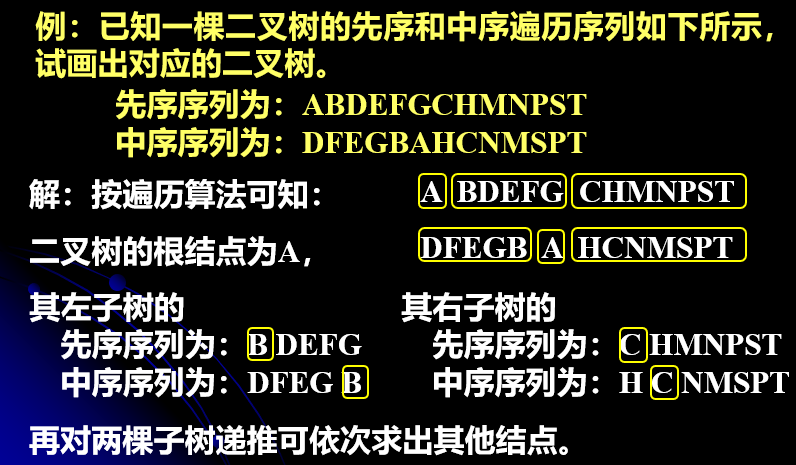 例：已知一棵二叉树的先序和中序遍历序列如下所示，
试画出对应的二叉树。
先序序列为：ABDEFGCHMNPST
中序序列为：DFEGBAHCNMSPT
解：按遍历算法可知： A BDEFG CHMNPST
二叉树的根结点为A， DFEGB A HCNMSPT
其左子树的 其右子树的
先序序列为：B DEFG 先序序列为：C HMNPST
中序序列为：DFEG B 中序序列为：H C NMSPT
再对两棵子树递推可依次求出其他结点。